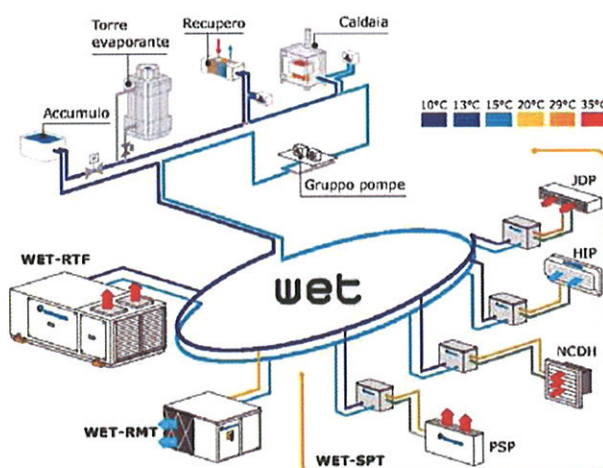 Torre
evaporante
Recupero
Caldaia
Accumulo
10°C 13°C 15°C 20°C 29°C 35°C
Gruppo pompe
JDP
WET-RTF
wet
HIP
NCDH
WET-RMT
WET-SPT
PSP